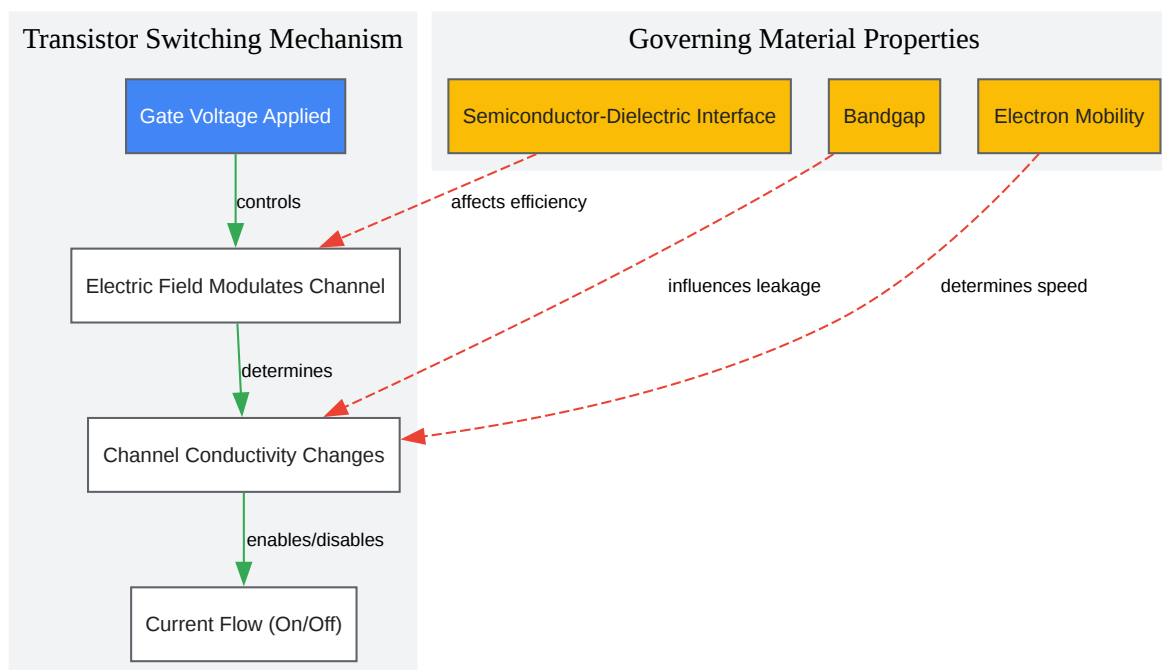 Transistor Switching Mechanism
Governing Material Properties
Gate Voltage Applied
Semiconductor-Dielectric Interface
Bandgap
Electron Mobility
controls
affects efficiency
Electric Field Modulates Channel
influences leakage
determines speed
determines
Channel Conductivity Changes
enables/disables
Current Flow (On/Off)